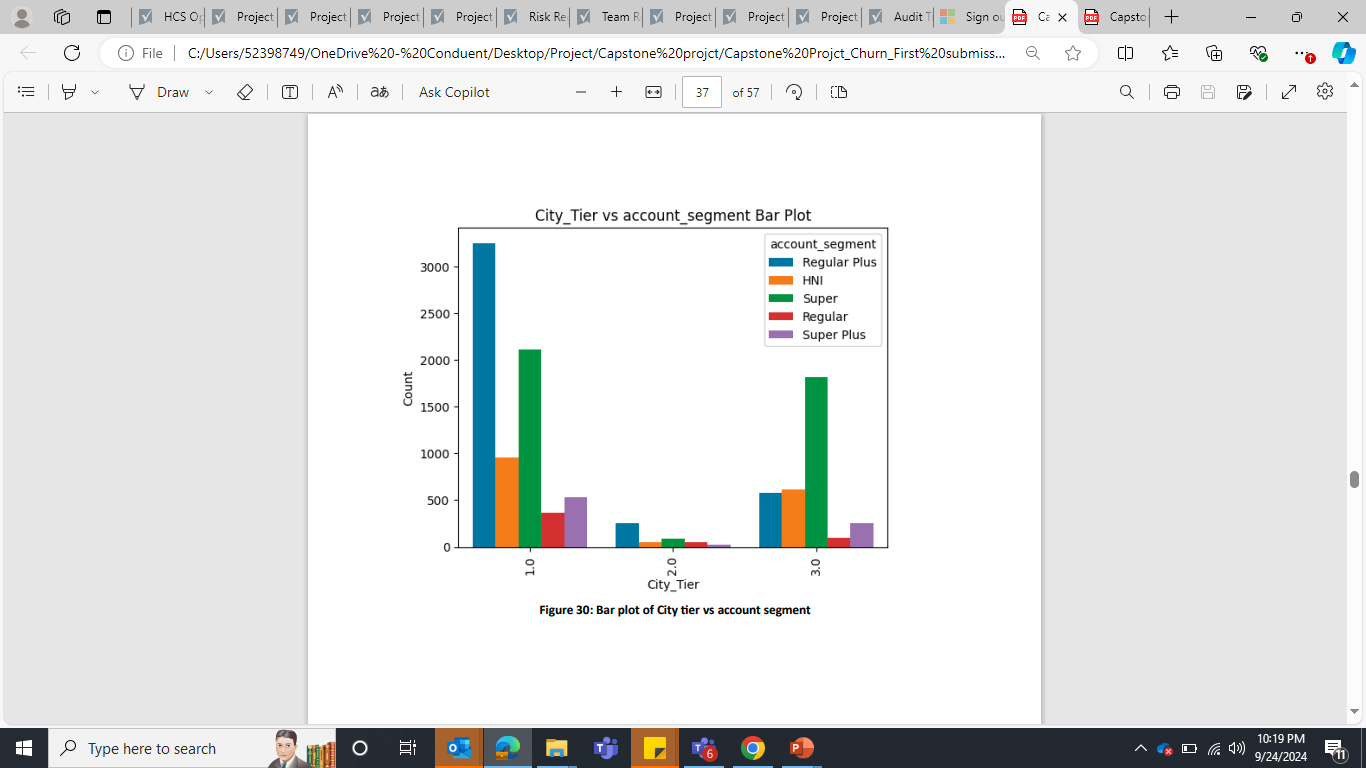 HCS Op
Project
Project
Project
Project
Risk Re
Team R
Project
Project
Project
Audit T
Sign ou
Ca
Capsto
File
C:/Users/52398749/OneDrive%20-%20Conduent/Desktop/Project/Capstone%20projct/Capstone%20Projct_Churn_First%20submiss...
Draw
Ask Copilot
37
of 57
City_Tier vs account_segment Bar Plot
account_segment
Regular Plus
HNI
Super
Regular
Super Plus
3000
2500
2000
1500
1000
500
0
Count
1.0
2.0
3.0
City_Tier
Figure 30: Bar plot of City tier vs account segment
Type here to search
6
10:19 PM
9/24/2024
11